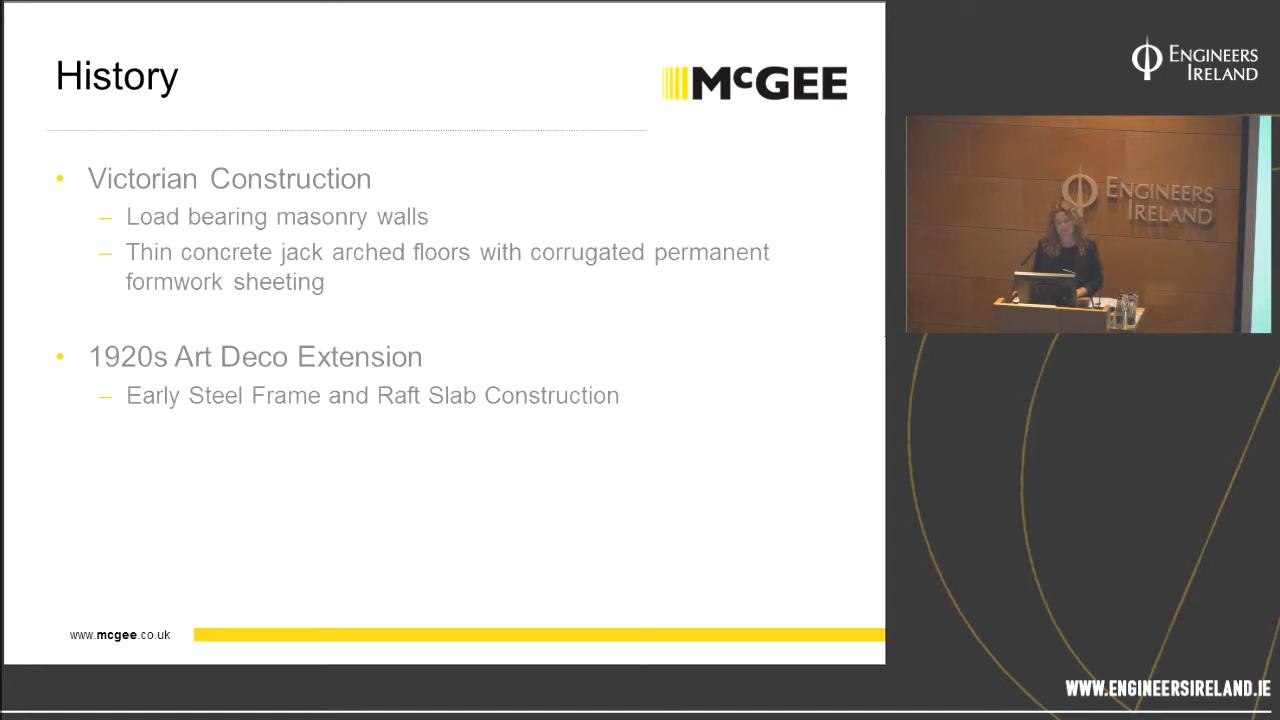 History
McGEE
• Victorian Construction
– Load bearing masonry walls
– Thin concrete jack arched floors with corrugated permanent
formwork sheeting
• 1920s Art Deco Extension
– Early Steel Frame and Raft Slab Construction
www.mcgee.co.uk
ENGINEERS
IRELAND
ENGINEERS
IRELAND
WWW.ENGINEERSIRELAND.IE